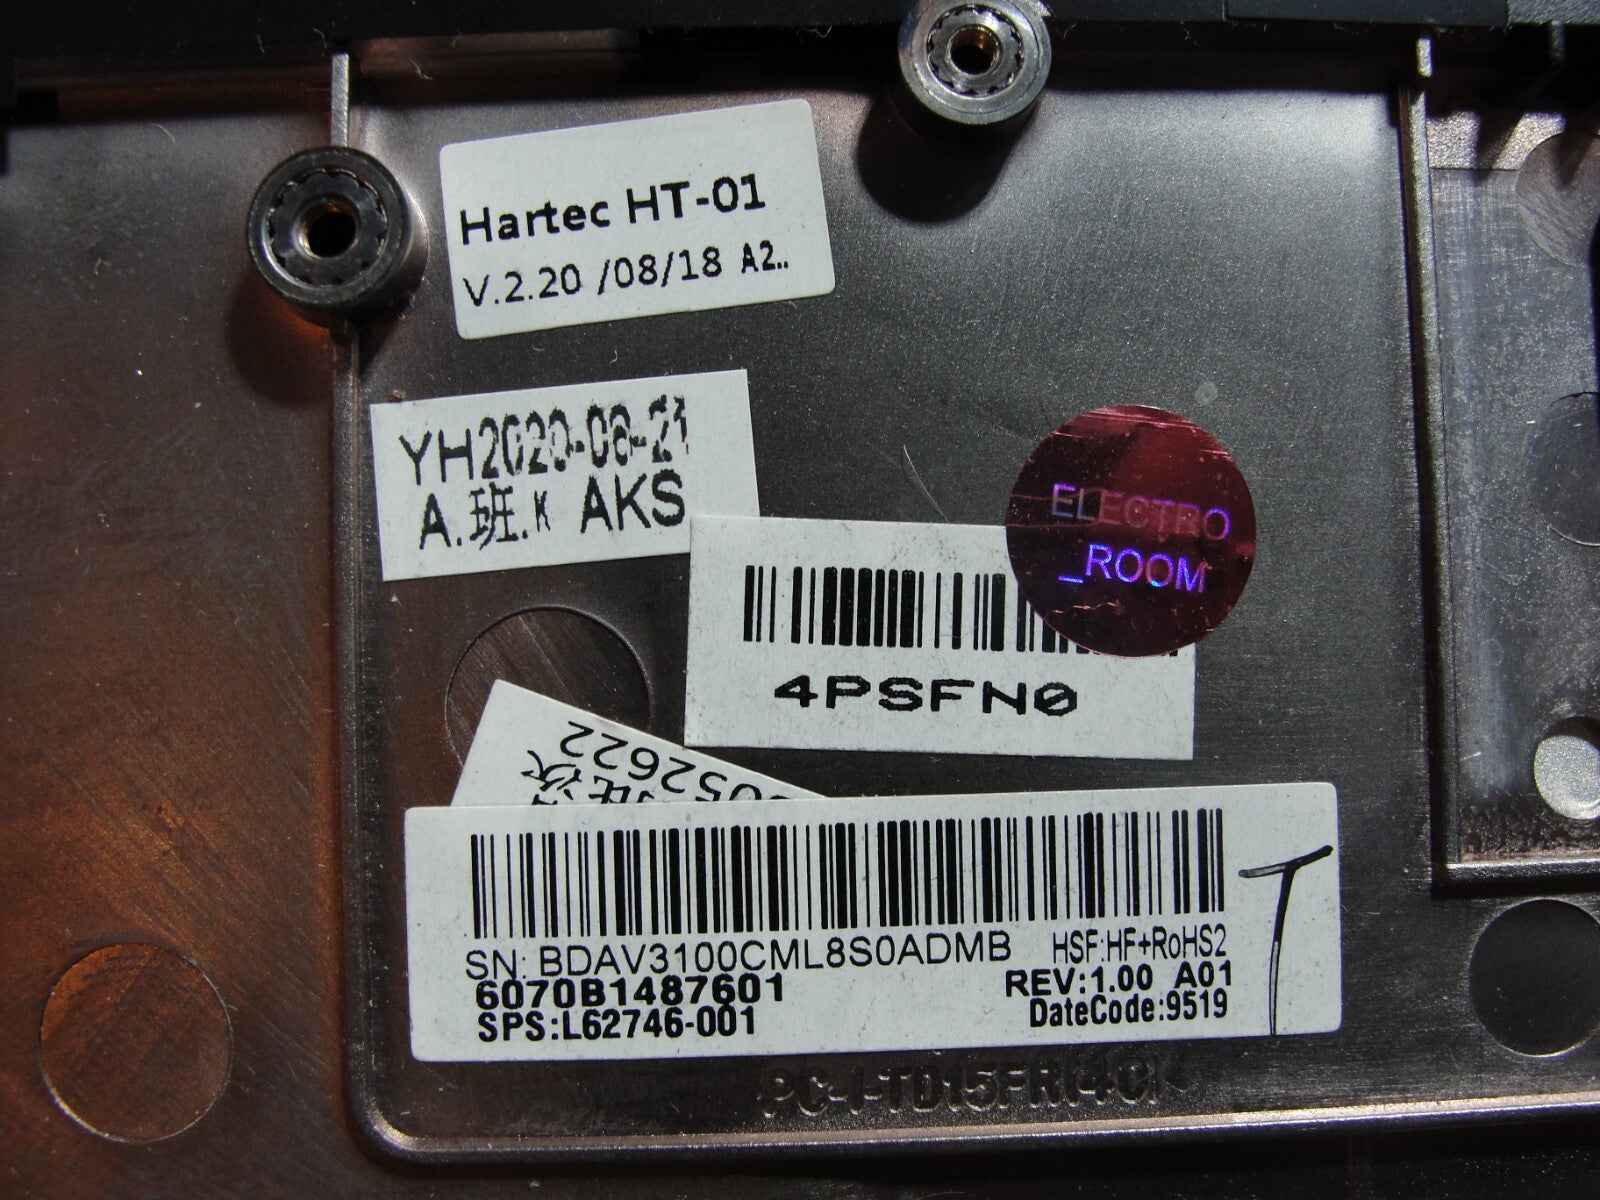 Hartec HT-01
V.2.20 /08/18 A2..
YH2020-08-21
A.班.K AKS
ELECTRO
_ROOM
4PSFN0
052622
SN: BDAV3100CML8S0ADMB HSF:HF+RoHS2
6070B1487601 REV:1.00 A01
SPS:L62746-001 DateCode:9519
T